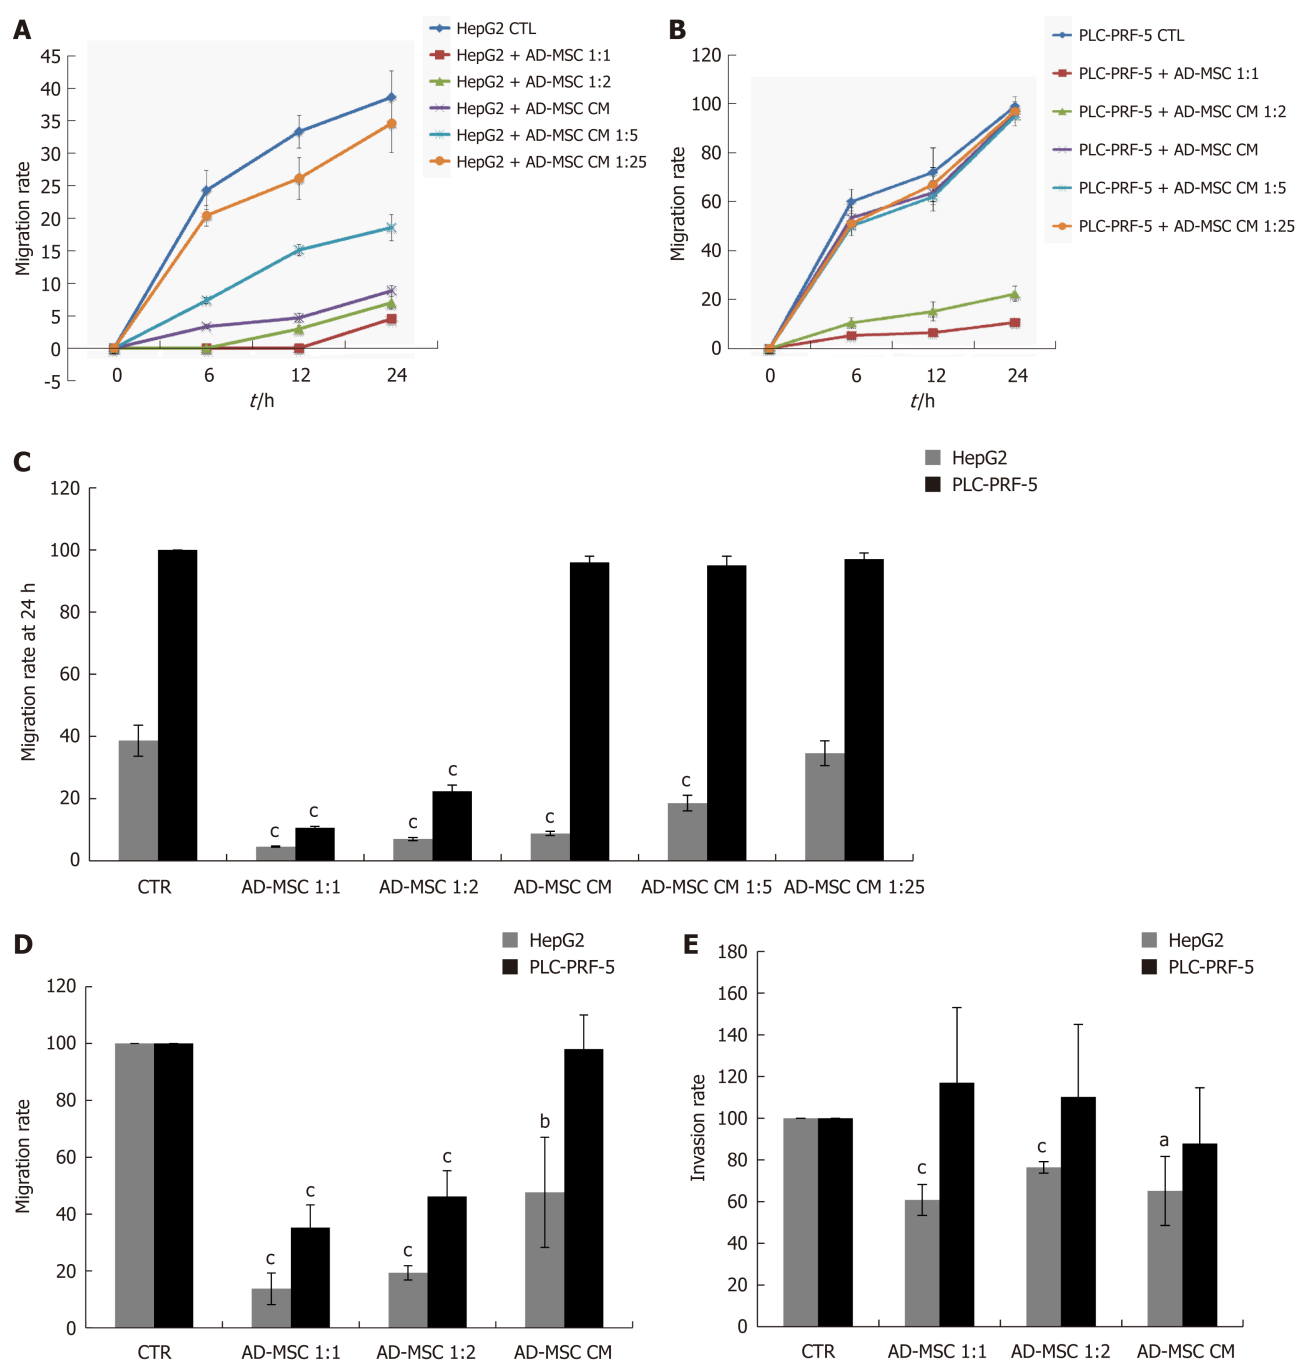 A
HepG2 CTL
HepG2 + AD-MSC 1:1
HepG2 + AD-MSC 1:2
HepG2 + AD-MSC CM
HepG2 + AD-MSC CM 1:5
HepG2 + AD-MSC CM 1:25
45
40
35
30
25
20
15
10
5
0
-5
Migration rate
0 6 12 24
t/h
B
PLC-PRF-5 CTL
PLC-PRF-5 + AD-MSC 1:1
PLC-PRF-5 + AD-MSC CM 1:2
PLC-PRF-5 + AD-MSC CM
PLC-PRF-5 + AD-MSC CM 1:5
PLC-PRF-5 + AD-MSC CM 1:25
120
100
80
60
40
20
0
Migration rate
0 6 12 24
t/h
C
HepG2
PLC-PRF-5
120
100
80
60
40
20
0
Migration rate at 24 h
c c c c c c
CTR AD-MSC 1:1 AD-MSC 1:2 AD-MSC CM AD-MSC CM 1:5 AD-MSC CM 1:25
D
HepG2
PLC-PRF-5
120
100
80
60
40
20
0
Migration rate
c c c c b
CTR AD-MSC 1:1 AD-MSC 1:2 AD-MSC CM
E
HepG2
PLC-PRF-5
180
160
140
120
100
80
60
40
20
0
Invasion rate
c c a
CTR AD-MSC 1:1 AD-MSC 1:2 AD-MSC CM